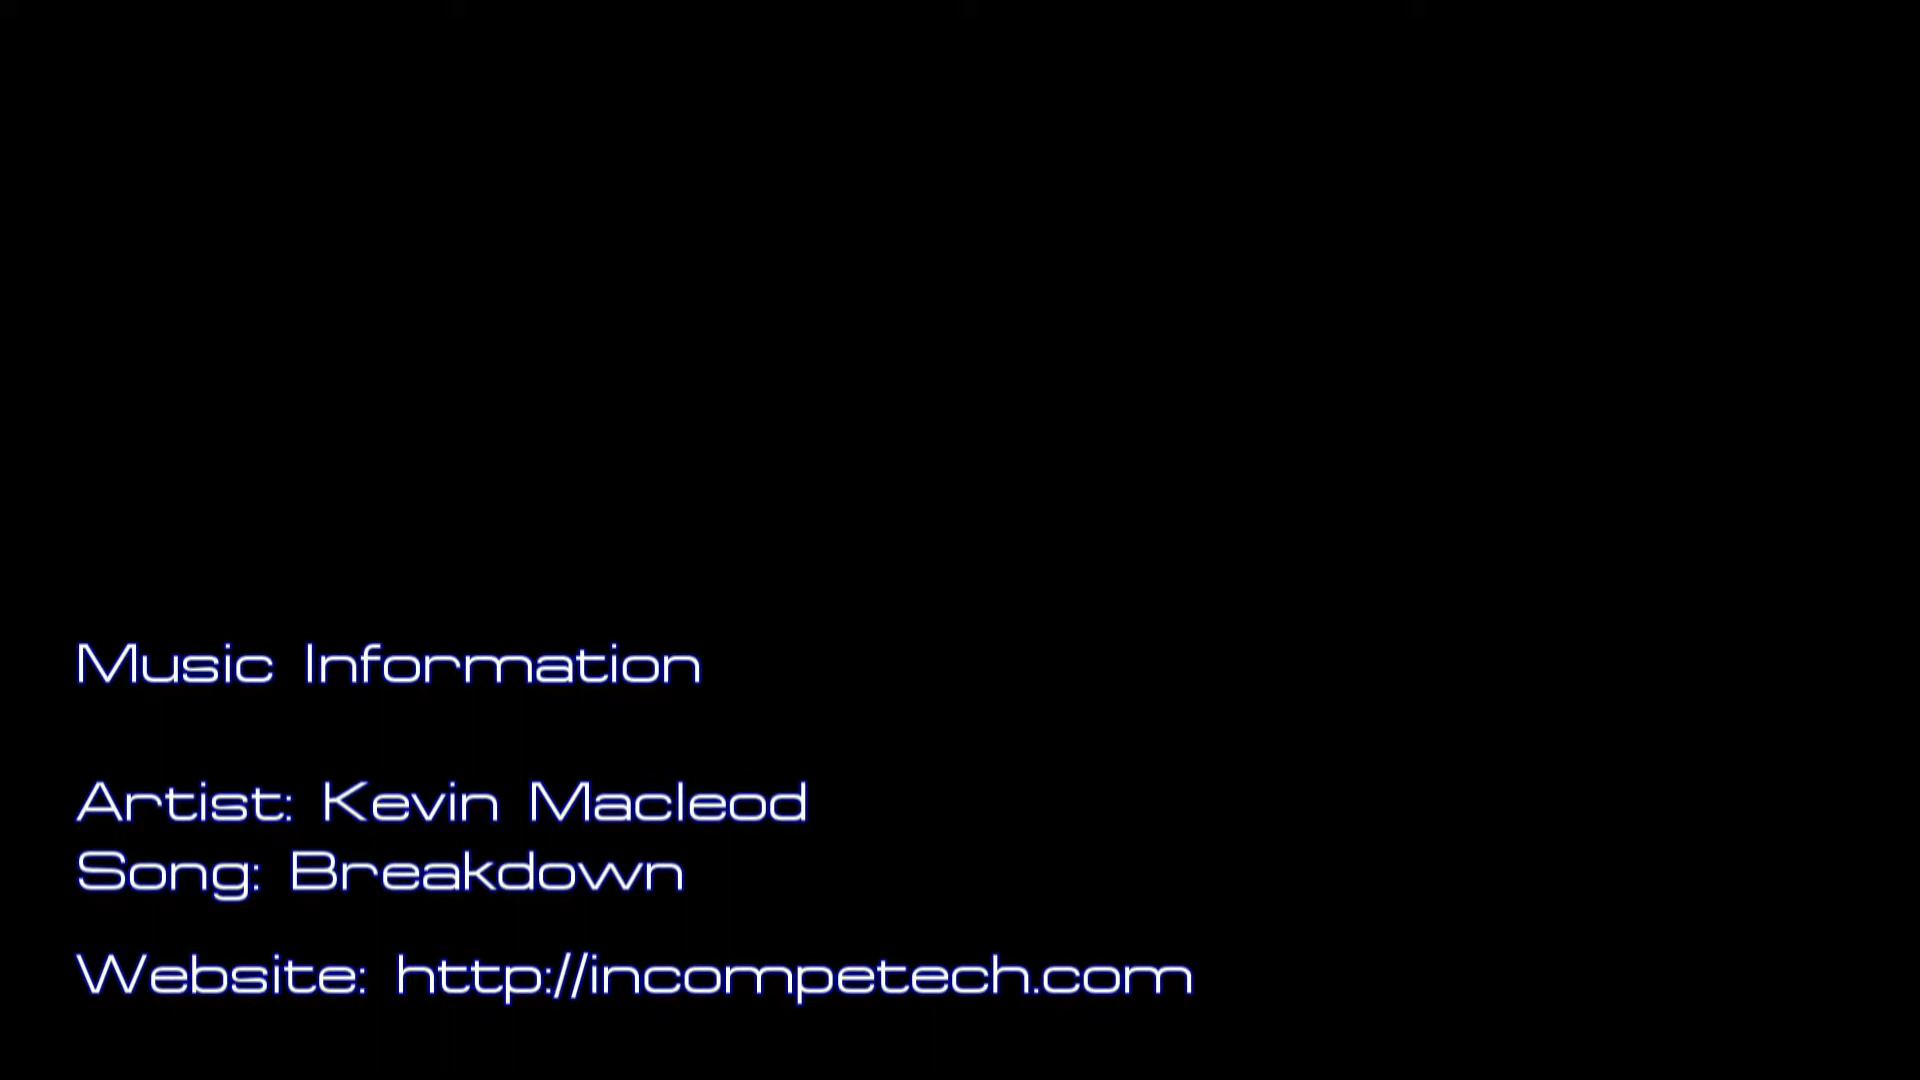 Music Information
Artist: Kevin Macleod
Song: Breakdown
Website: http://incompetech.com